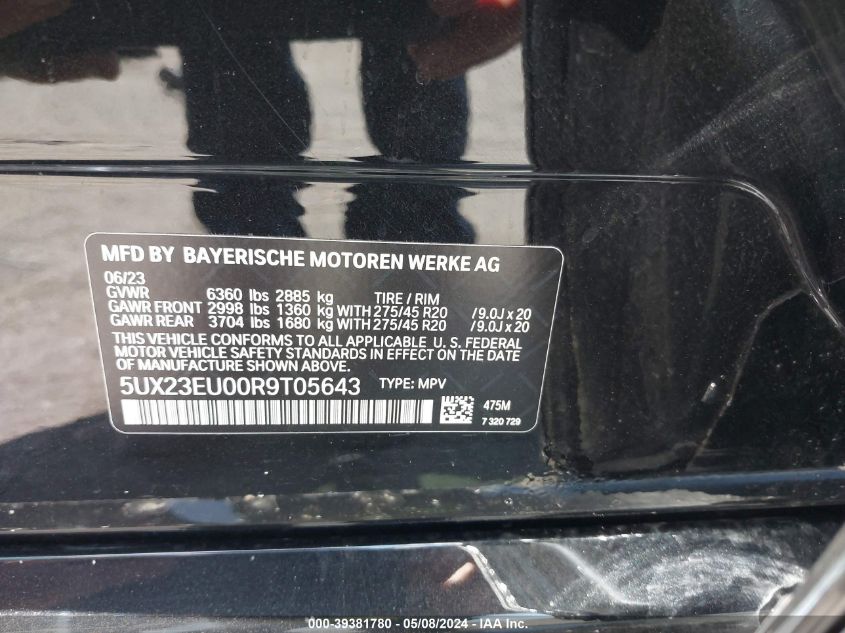 MFD BY BAYERISCHE MOTOREN WERKE AG
06/23
GVWR 6360 lbs 2885 kg TIRE / RIM
GAWR FRONT 2998 lbs 1360 kg WITH 275/45 R20 / 9.0J x 20
GAWR REAR 3704 lbs 1680 kg WITH 275/45 R20 / 9.0J x 20
THIS VEHICLE CONFORMS TO ALL APPLICABLE U. S. FEDERAL
MOTOR VEHICLE SAFETY STANDARDS IN EFFECT ON THE DATE
OF MANUFACTURE SHOWN ABOVE.
5UX23EU00R9T05643 TYPE: MPV
475M
7 320 729
000-39381780 - 05/08/2024 - IAA Inc.